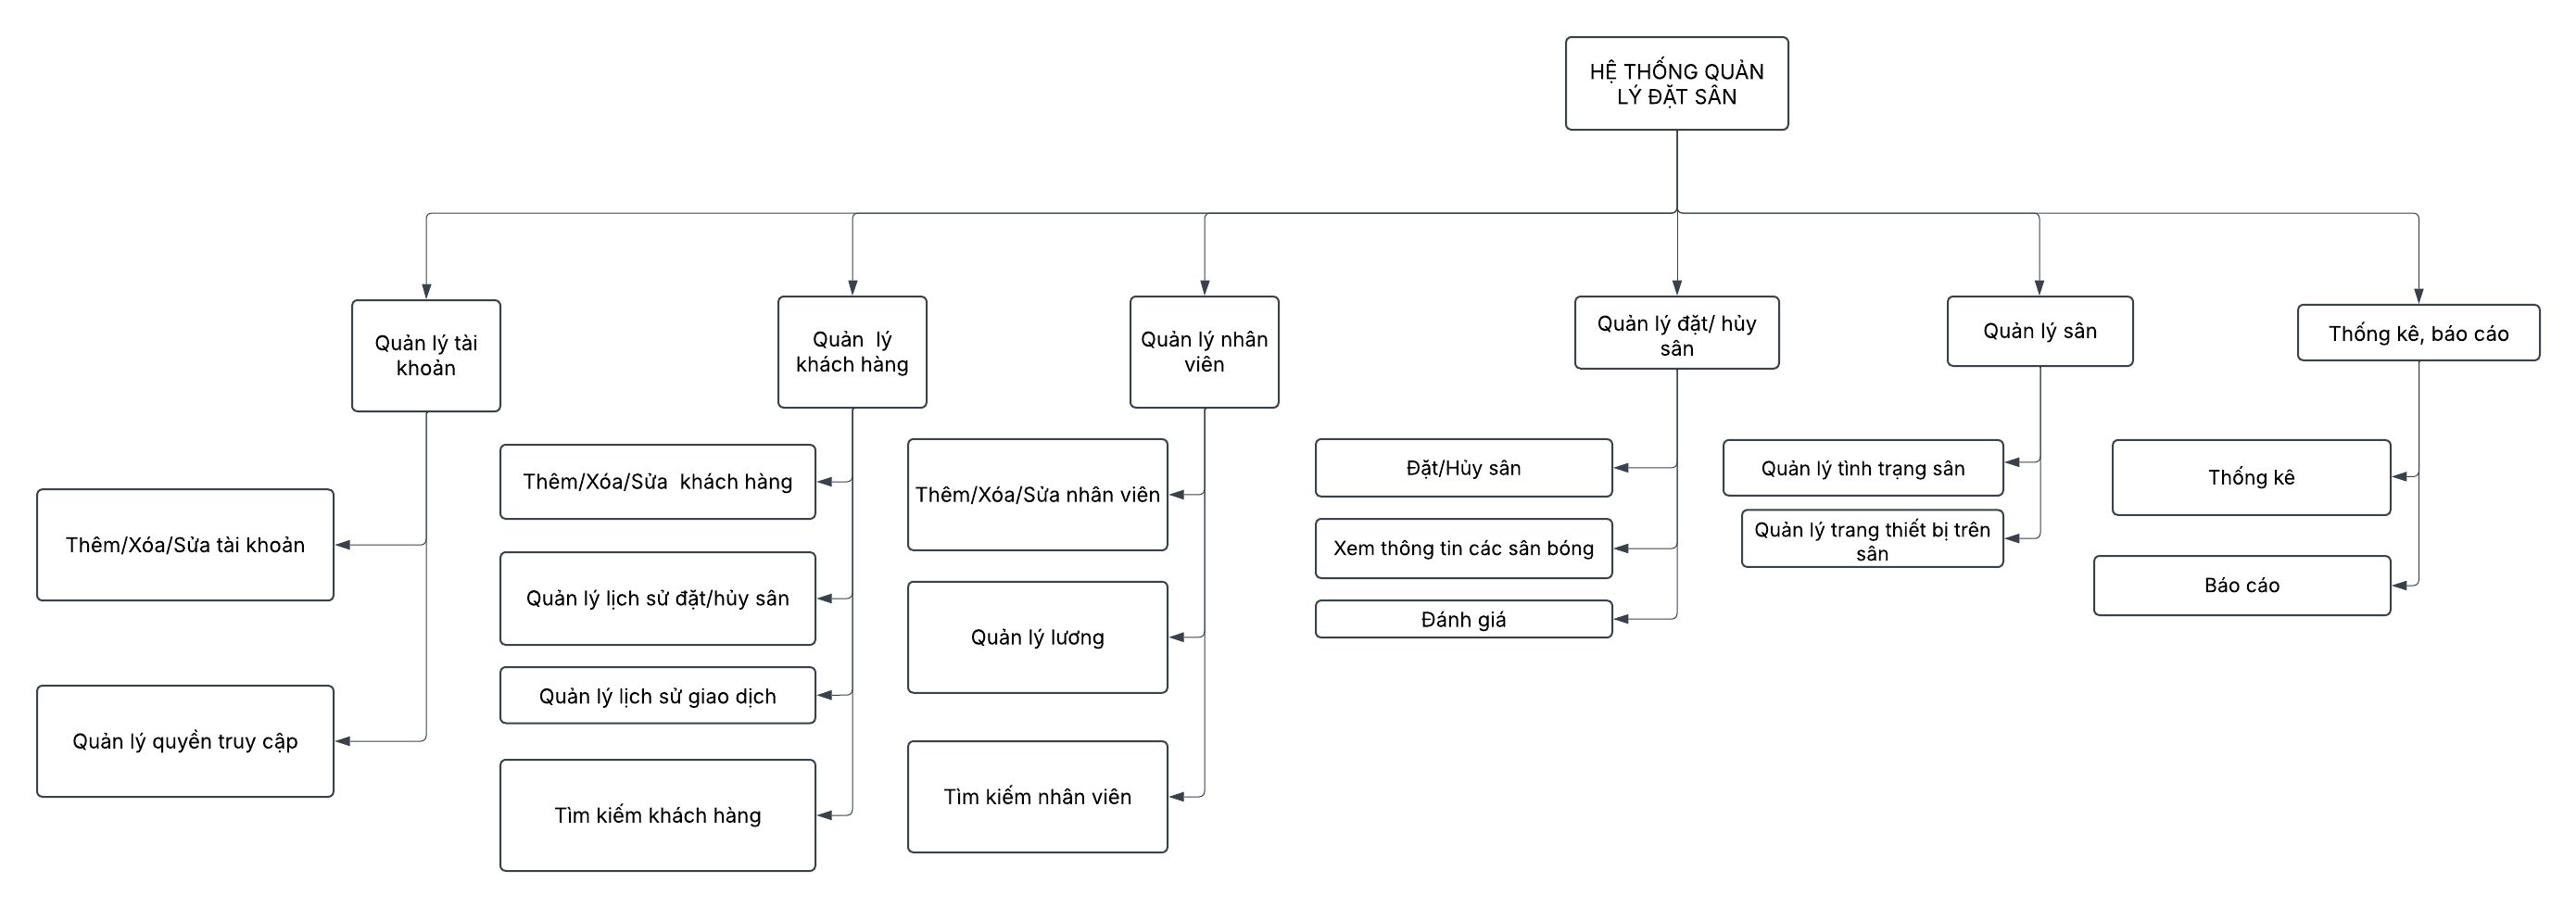 HỆ THỐNG QUẢN
LÝ ĐẶT SÂN
Quản lý tài
khoản
Quản  lý
khách hàng
Quản lý nhân
viên
Quản lý đặt/ hủy
sân
Quản lý sân
Thống kê, báo cáo
Thêm/Xóa/Sửa tài khoản
Quản lý quyền truy cập
Thêm/Xóa/Sửa  khách hàng
Quản lý lịch sử đặt/hủy sân
Quản lý lịch sử giao dịch
Tìm kiếm khách hàng
Thêm/Xóa/Sửa nhân viên
Quản lý lương
Tìm kiếm nhân viên
Đặt/Hủy sân
Xem thông tin các sân bóng
Đánh giá
Quản lý tình trạng sân
Quản lý trang thiết bị trên
sân
Thống kê
Báo cáo